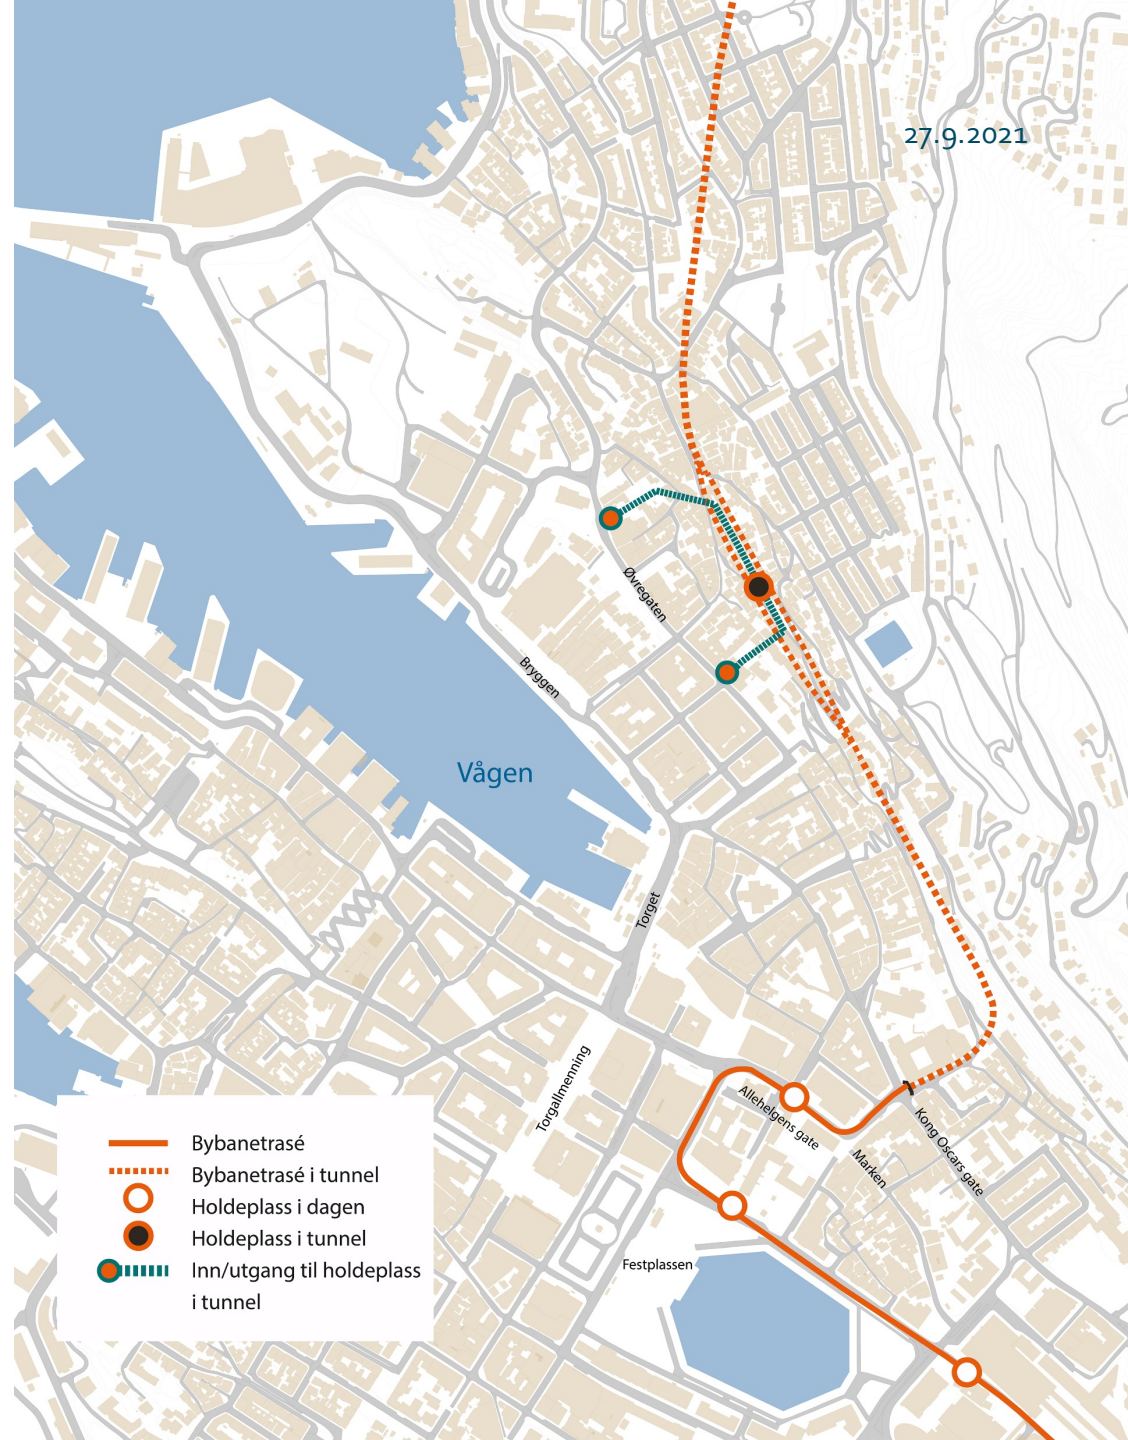 27.9.2021
Øvregaten
Bryggen
Vågen
Torget
Torgallmenning
Allehelgens gate
Marken
Kong Oscars gate
Festplassen
Bybanetrasé
Bybanetrasé i tunnel
Holdeplass i dagen
Holdeplass i tunnel
Inn/utgang til holdeplass
i tunnel